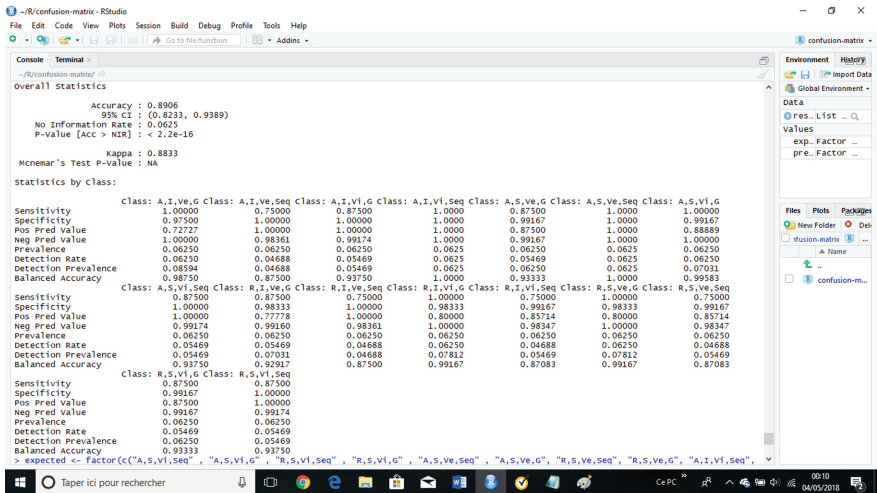 ~/R/confusion-matrix - RStudio
File Edit Code View Plots Session Build Debug Profile Tools Help
Go to file/function Addins confusion-matrix
Console Terminal ×
~/R/confusion-matrix/
Overall Statistics
Accuracy : 0.8906
95% CI : (0.8233, 0.9389)
No Information Rate : 0.0625
P-Value [Acc > NIR] : < 2.2e-16
Kappa : 0.8833
Mcnemar's Test P-Value : NA
Statistics by Class:
Class: A,I,Ve,G Class: A,I,Ve,Seq Class: A,I,Vi,G Class: A,I,Vi,Seq Class: A,S,Ve,G Class: A,S,Ve,Seq Class: A,S,Vi,G
Sensitivity 1.00000 0.75000 0.87500 1.0000 0.87500 1.0000 1.00000
Specificity 0.97500 1.00000 1.00000 1.0000 0.99167 1.0000 0.99167
Pos Pred Value 0.72727 1.00000 1.00000 1.0000 0.87500 1.0000 0.88889
Neg Pred Value 1.00000 0.98361 0.99174 1.0000 0.99167 1.0000 1.00000
Prevalence 0.06250 0.06250 0.06250 0.0625 0.06250 0.0625 0.06250
Detection Rate 0.06250 0.04688 0.05469 0.0625 0.05469 0.0625 0.06250
Detection Prevalence 0.08594 0.04688 0.05469 0.0625 0.06250 0.0625 0.07031
Balanced Accuracy 0.98750 0.87500 0.93750 1.0000 0.93333 1.0000 0.99583
Class: A,S,Vi,Seq Class: R,I,Ve,G Class: R,I,Ve,Seq Class: R,I,Vi,G Class: R,I,Vi,Seq Class: R,S,Ve,G Class: R,S,Ve,Seq
Sensitivity 0.87500 0.87500 0.75000 1.00000 0.75000 1.00000 0.75000
Specificity 1.00000 0.98333 1.00000 0.98333 0.99167 0.98333 0.99167
Pos Pred Value 1.00000 0.77778 1.00000 0.80000 0.85714 0.80000 0.85714
Neg Pred Value 0.99174 0.99160 0.98361 1.00000 0.98347 1.00000 0.98347
Prevalence 0.06250 0.06250 0.06250 0.06250 0.06250 0.06250 0.06250
Detection Rate 0.05469 0.05469 0.04688 0.06250 0.04688 0.06250 0.04688
Detection Prevalence 0.05469 0.07031 0.04688 0.07812 0.05469 0.07812 0.05469
Balanced Accuracy 0.93750 0.92917 0.87500 0.99167 0.87083 0.99167 0.87083
Class: R,S,Vi,G Class: R,S,Vi,Seq
Sensitivity 0.87500 0.87500
Specificity 0.99167 1.00000
Pos Pred Value 0.87500 1.00000
Neg Pred Value 0.99167 0.99174
Prevalence 0.06250 0.06250
Detection Rate 0.05469 0.05469
Detection Prevalence 0.06250 0.05469
Balanced Accuracy 0.93333 0.93750
> expected <- factor(c("A,S,Vi,Seq" , "A,S,Vi,G" , "R,S,Vi,Seq" , "R,S,Vi,G" , "A,S,Ve,Seq" , "A,S,Ve,G", "R,S,Ve,Seq", "R,S,Ve,G", "A,I,Vi,Seq",
Environment History
Import Data
Global Environment
Data
res… List …
Values
exp… Factor …
pre… Factor …
Files Plots Packages
New Folder Del
Name
..
confusion-m...
Taper ici pour rechercher
Ce PC
00:10
04/05/2018